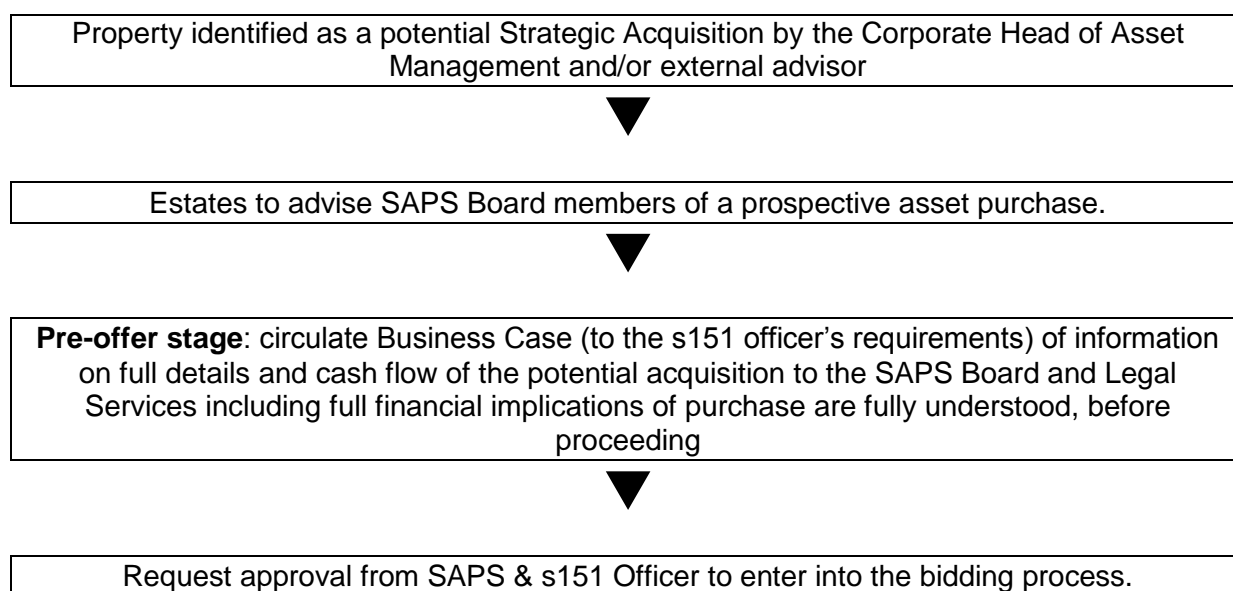 Property identified as a potential Strategic Acquisition by the Corporate Head of Asset
Management and/or external advisor
Estates to advise SAPS Board members of a prospective asset purchase.
Pre-offer stage: circulate Business Case (to the s151 officer’s requirements) of information
on full details and cash flow of the potential acquisition to the SAPS Board and Legal
Services including full financial implications of purchase are fully understood, before
proceeding
Request approval from SAPS & s151 Officer to enter into the bidding process.